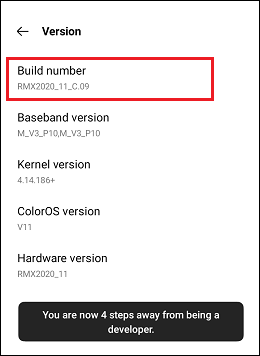 Version
Build number
RMX2020_11_C.09
Baseband version
M_V3_P10,M_V3_P10
Kernel version
4.14.186+
ColorOS version
V11
Hardware version
RMX2020_11
You are now 4 steps away from being a
developer.